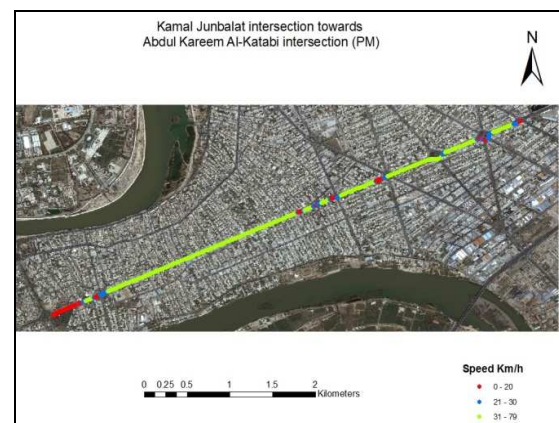 Kamal Junbalat intersection towards
Abdul Kareem Al-Katabi intersection (PM)
N
0 0.25 0.5 1 1.5 2
Kilometers
Speed Km/h
0 - 20
21 - 30
31 - 79